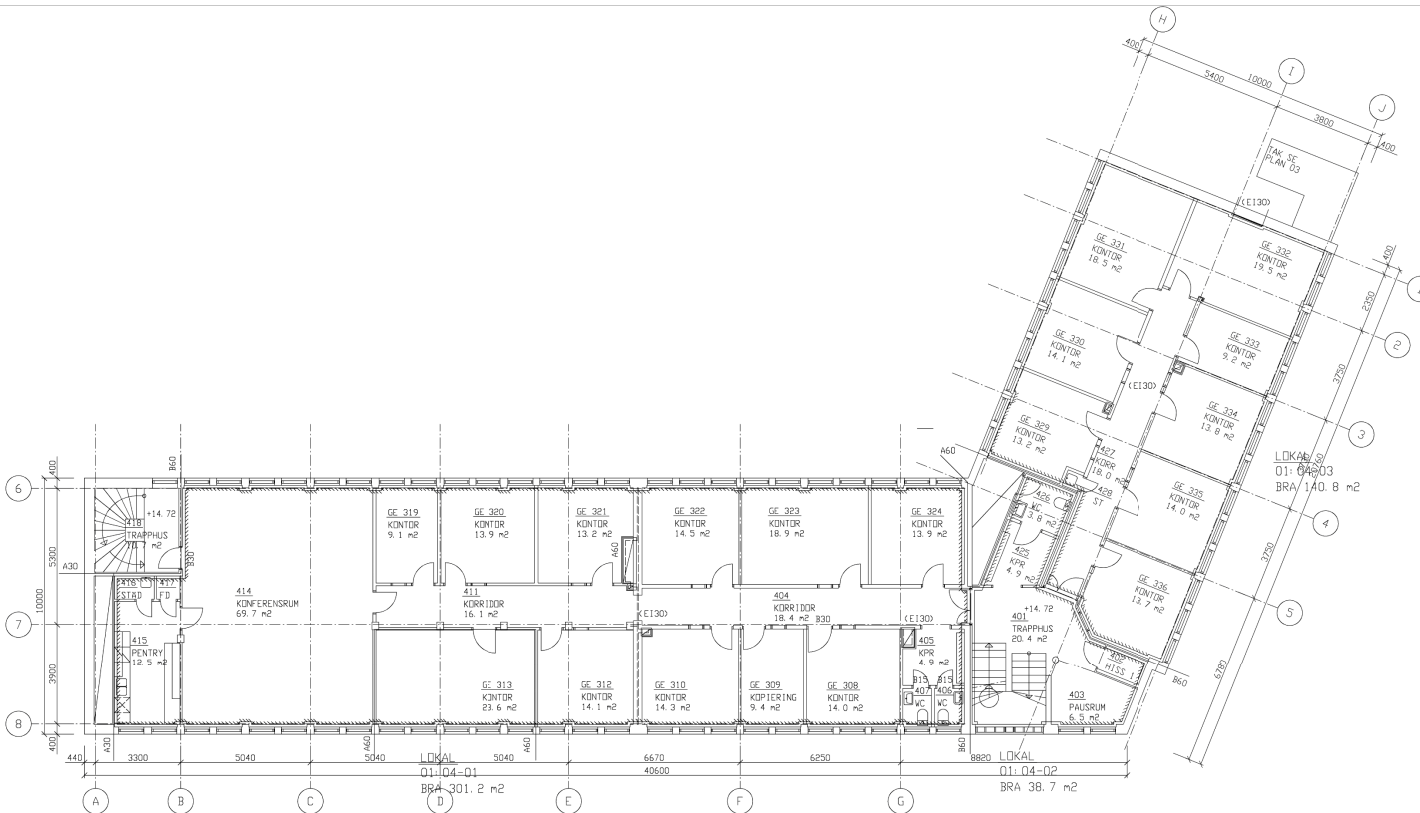 H
400
5400
10000
I
3800
J
400
TAK SE
PLAN 03
(EI30)
GE 331
KONTOR
18.5 m2
GE 332
KONTOR
19.5 m2
400
2350
2
GE 330
KONTOR
14.1 m2
GE 333
KONTOR
9.2 m2
3750
(EI30)
3
GE 329
KONTOR
13.2 m2
GE 334
KONTOR
13.8 m2
427
KORR
18.0 m2
428
ST
LOKAL
01:04-03
BRA 140.8 m2
GE 335
KONTOR
14.0 m2
4
3750
426
WC
3.8 m2
425
KPR
4.9 m2
GE 336
KONTOR
13.7 m2
5
6780
B60
A60
B60
6
400
418
+14.72
TRAPPHUS
5300
A30
B30
10000
416
STÄD
417
FD
414
KONFERENSRUM
69.7 m2
GE 319
KONTOR
9.1 m2
GE 320
KONTOR
13.9 m2
GE 321
KONTOR
13.2 m2
A60
GE 322
KONTOR
14.5 m2
GE 323
KONTOR
18.9 m2
GE 324
KONTOR
13.9 m2
411
KORRIDOR
16.1 m2
(EI30)
404
KORRIDOR
18.4 m2
B30
(EI30)
401
+14.72
TRAPPHUS
20.4 m2
7
415
PENTRY
12.5 m2
3900
GE 313
KONTOR
23.6 m2
GE 312
KONTOR
14.1 m2
GE 310
KONTOR
14.3 m2
GE 309
KOPIERING
9.4 m2
GE 308
KONTOR
14.0 m2
405
KPR
4.9 m2
B15
B15
407
WC
406
WC
402
HISS 1
403
PAUSRUM
6.5 m2
8
400
A30
A60
A60
B60
440
3300
5040
5040
5040
6670
6250
8820
40600
LOKAL
01:04-01
BRA 301.2 m2
LOKAL
01:04-02
BRA 38.7 m2
A
B
C
D
E
F
G